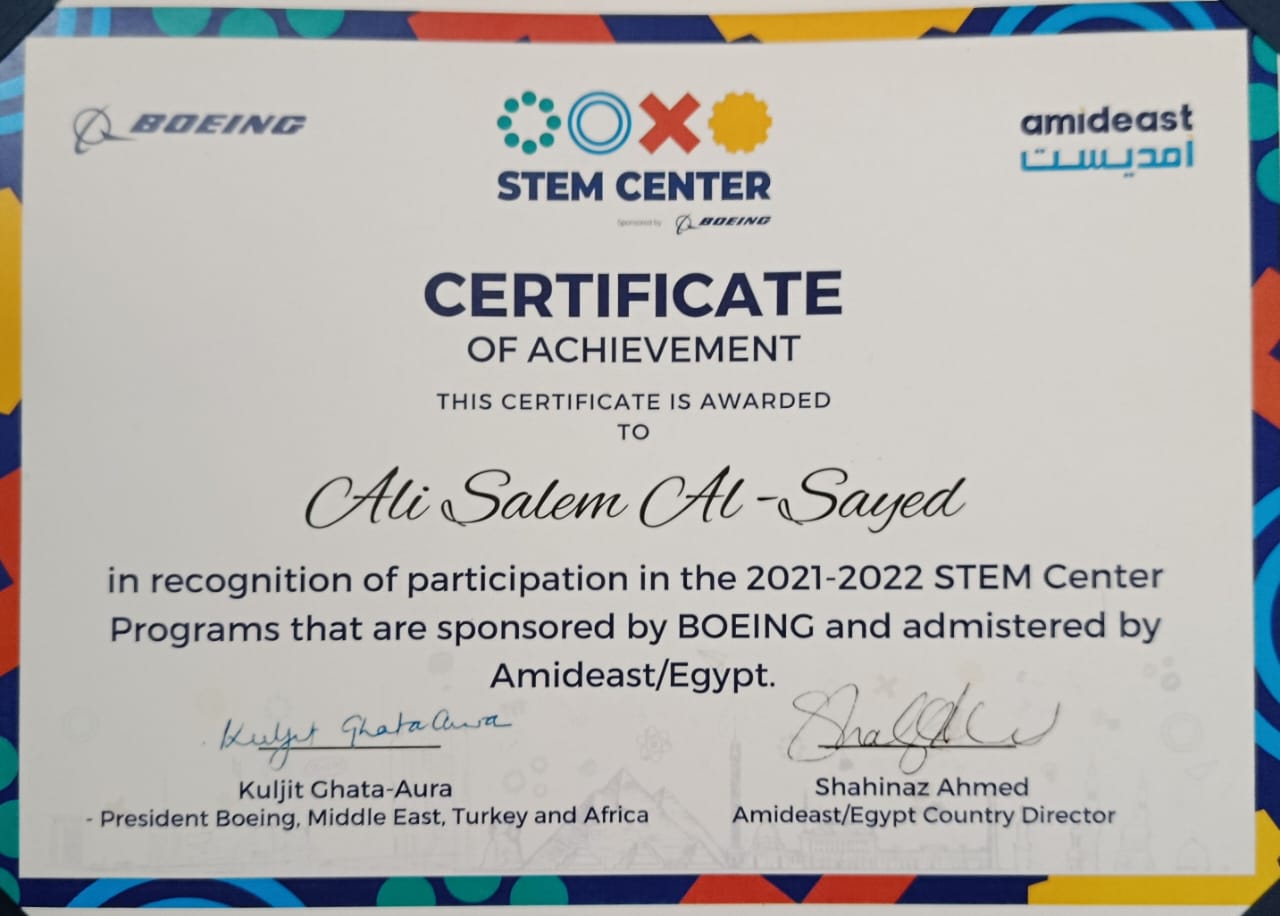 BOEING
amideast
امديست
STEM CENTER
Sponsored by BOEING
CERTIFICATE
OF ACHIEVEMENT
THIS CERTIFICATE IS AWARDED
TO
Ali Salem Al -Sayed
in recognition of participation in the 2021-2022 STEM Center
Programs that are sponsored by BOEING and admistered by
Amideast/Egypt.
Kuljit Ghata Aura
Kuljit Ghata-Aura
Shahinaz Ahmed
- President Boeing, Middle East, Turkey and Africa
Amideast/Egypt Country Director